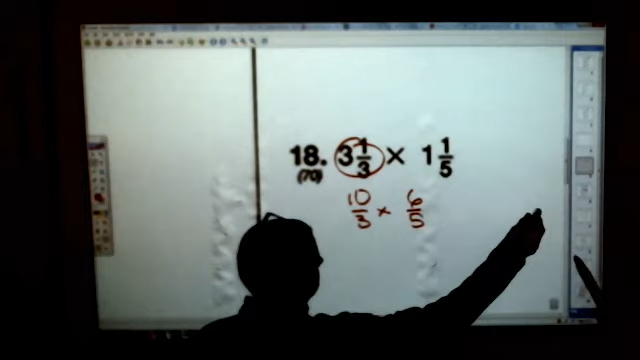 18. 3 1/3 × 1 1/5
(70)
10/3 × 6/5